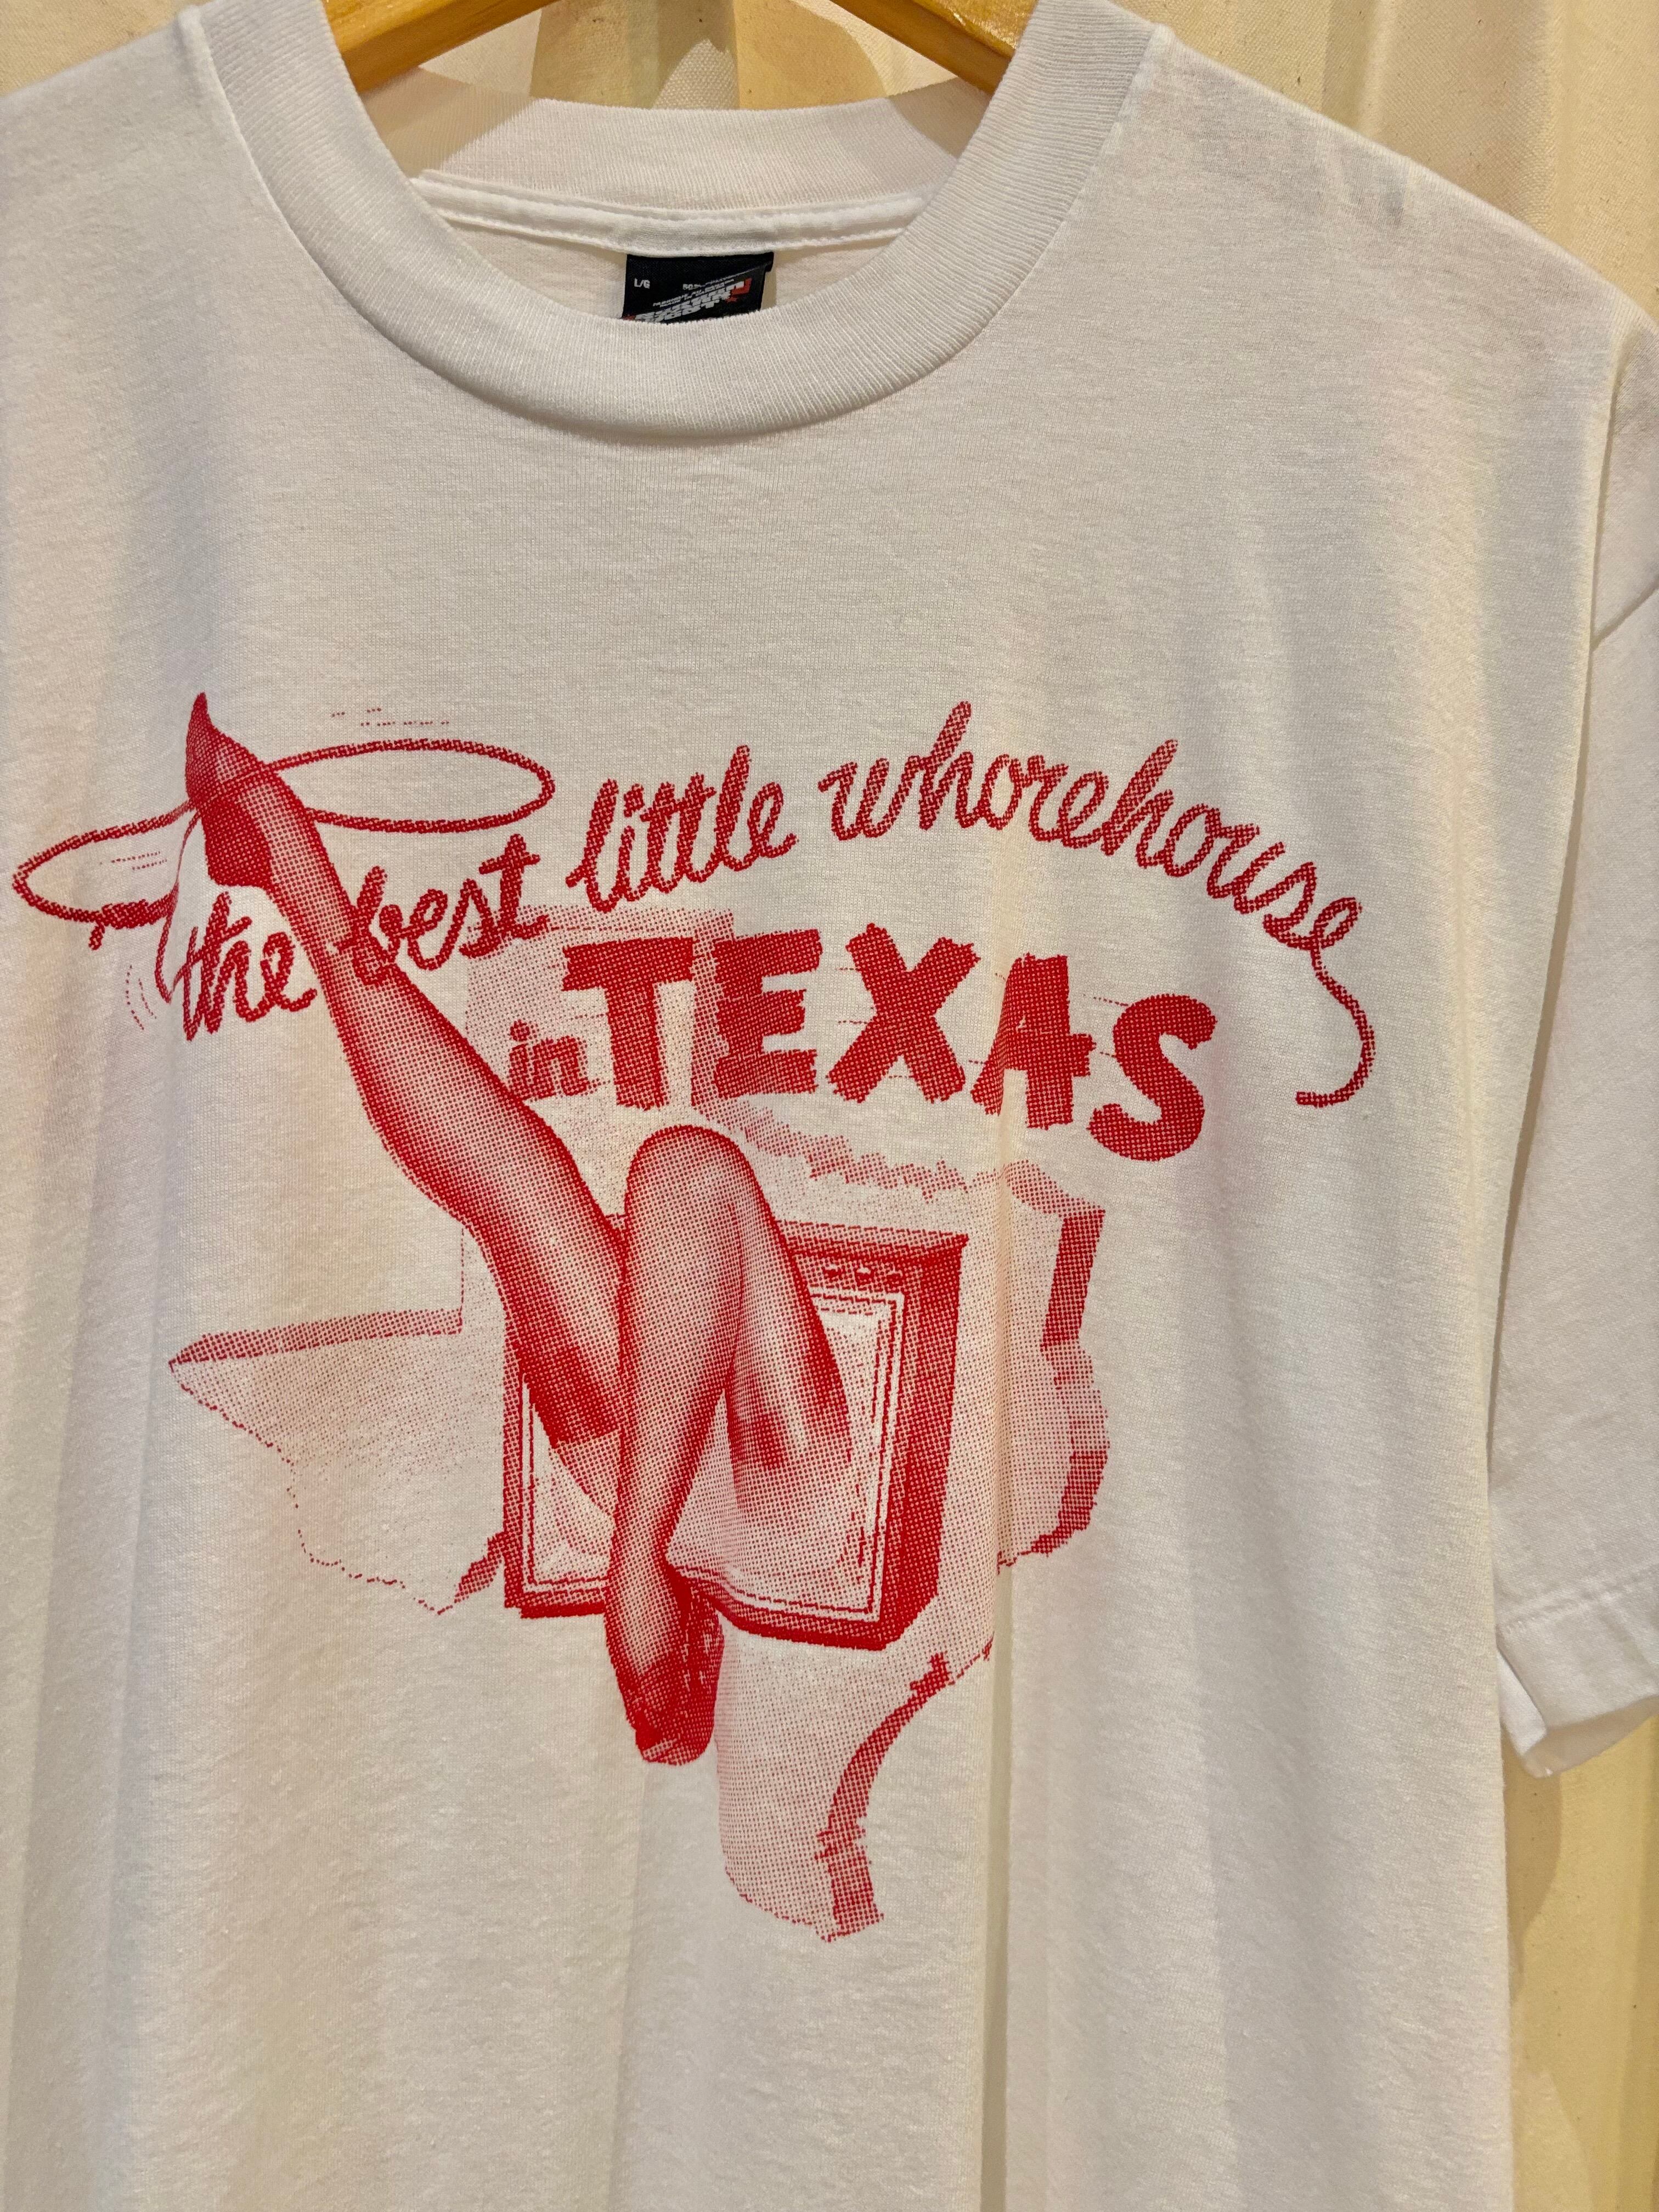 L/G
the best little whorehouse
in TEXAS